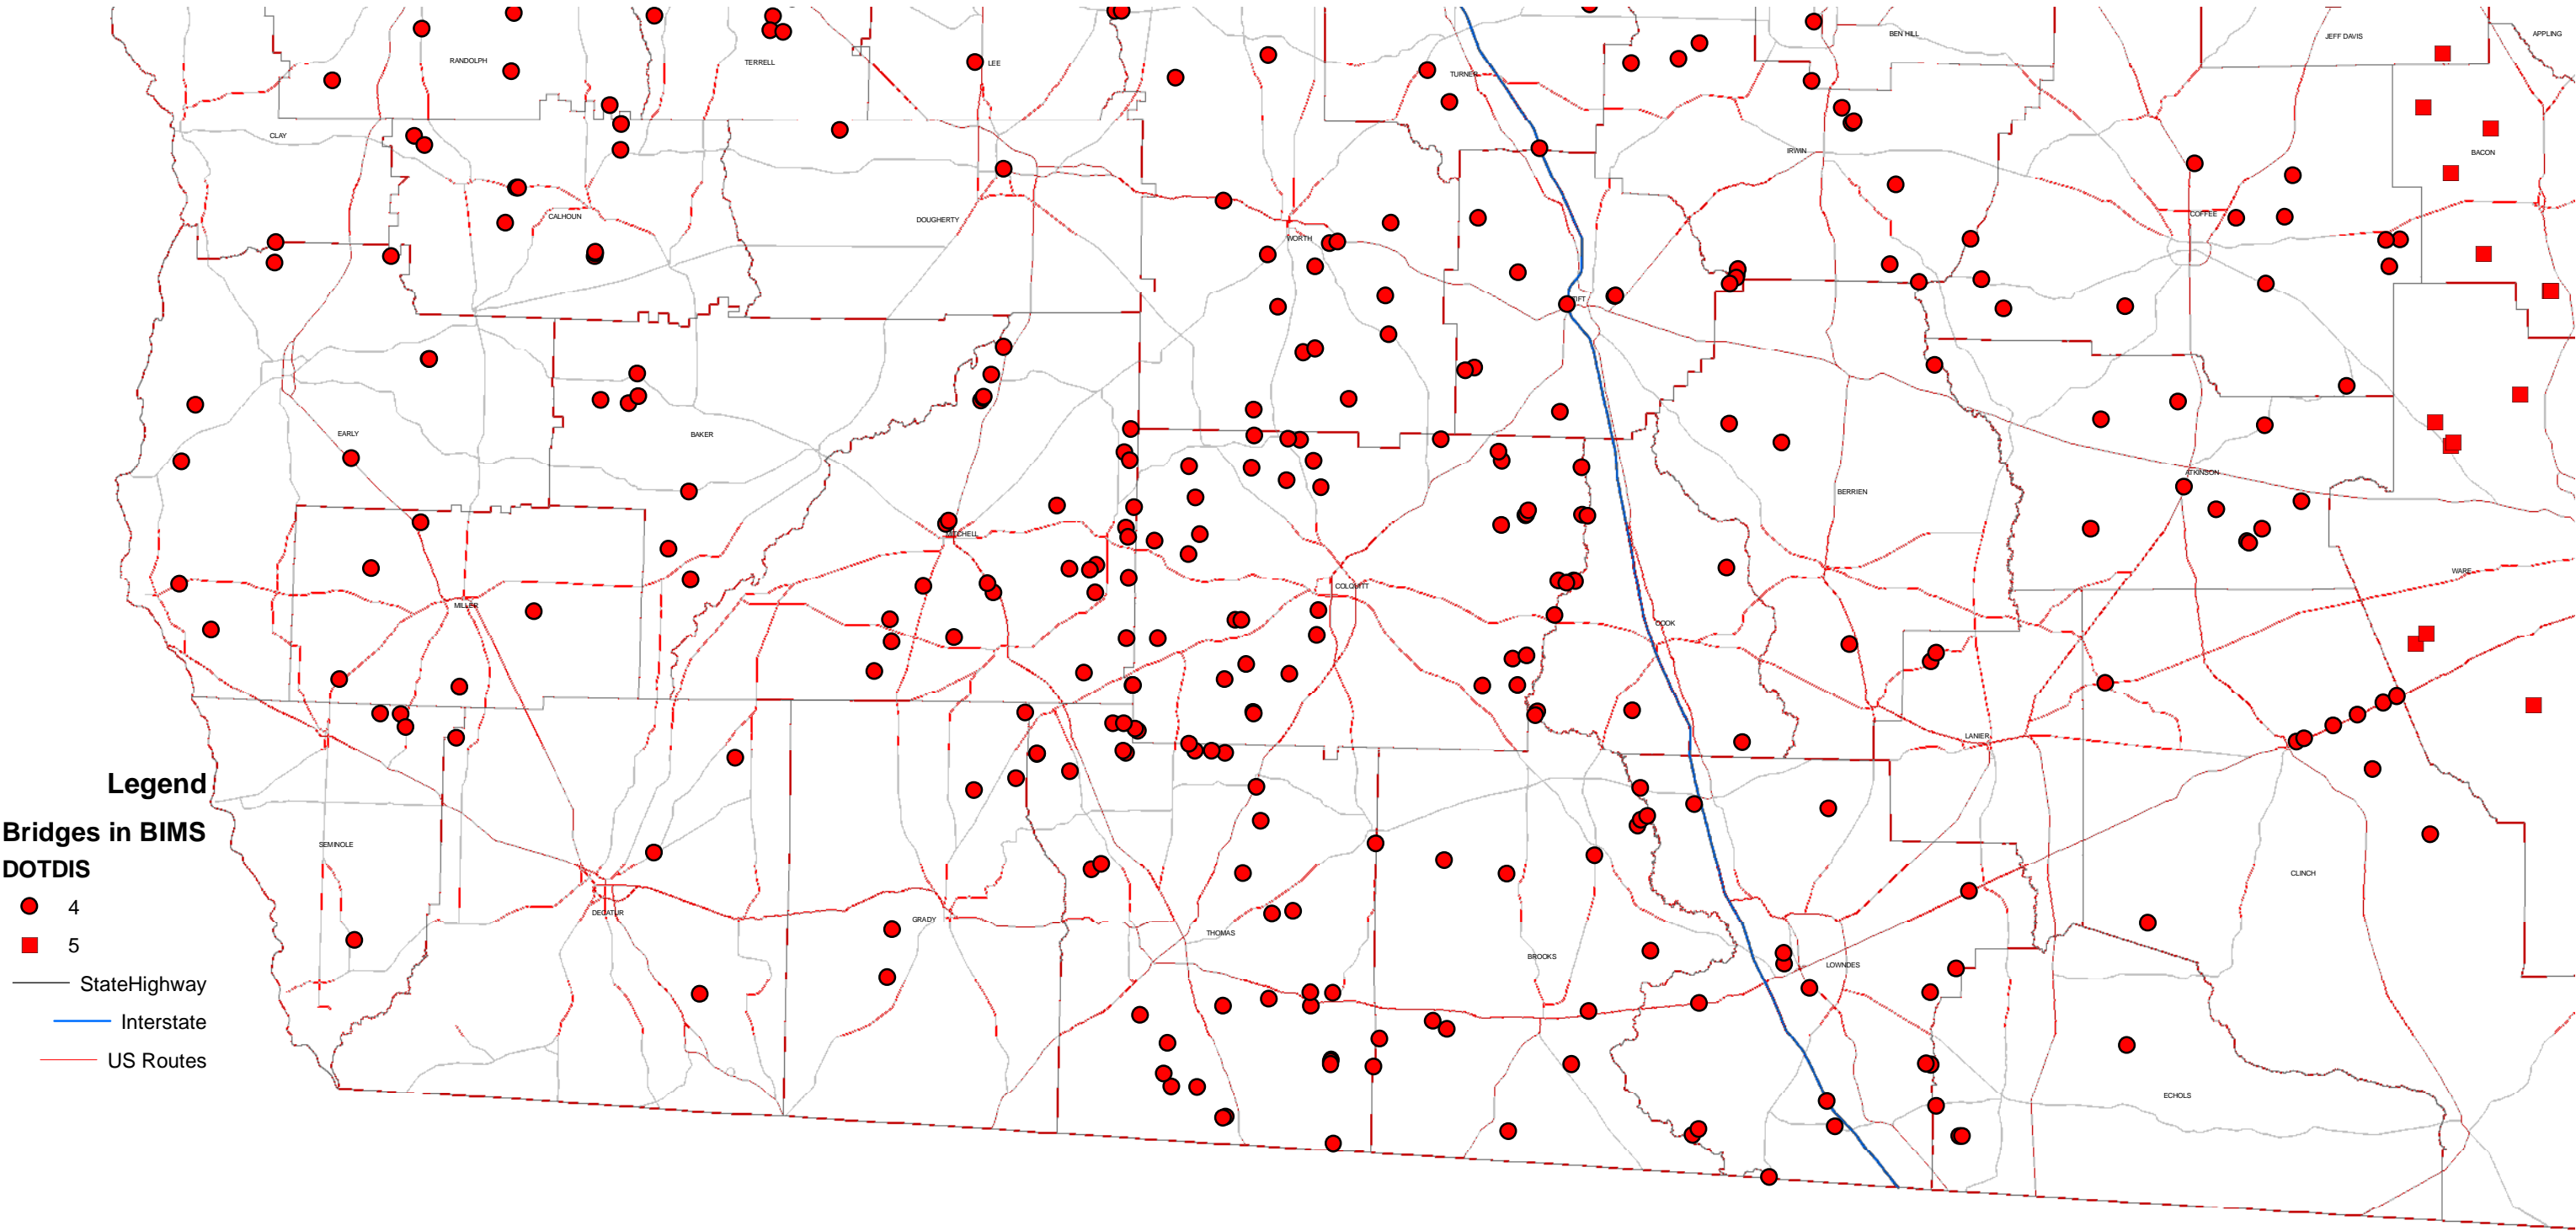 JEFF DAVIS
APPLING
BEN HILL
RANDOLPH
TERRELL
LEE
TURNER
CLAY
IRWIN
BACON
CALHOUN
DOUGHERTY
COFFEE
WORTH
TIFT
EARLY
BAKER
ATKINSON
BERRIEN
MITCHELL
WARE
COLQUITT
MILLER
COOK
LANIER
Legend
Bridges in BIMS
DOTDIS
4
5
StateHighway
Interstate
US Routes
SEMINOLE
CLINCH
DECATUR
GRADY
THOMAS
BROOKS
LOWNDES
ECHOLS